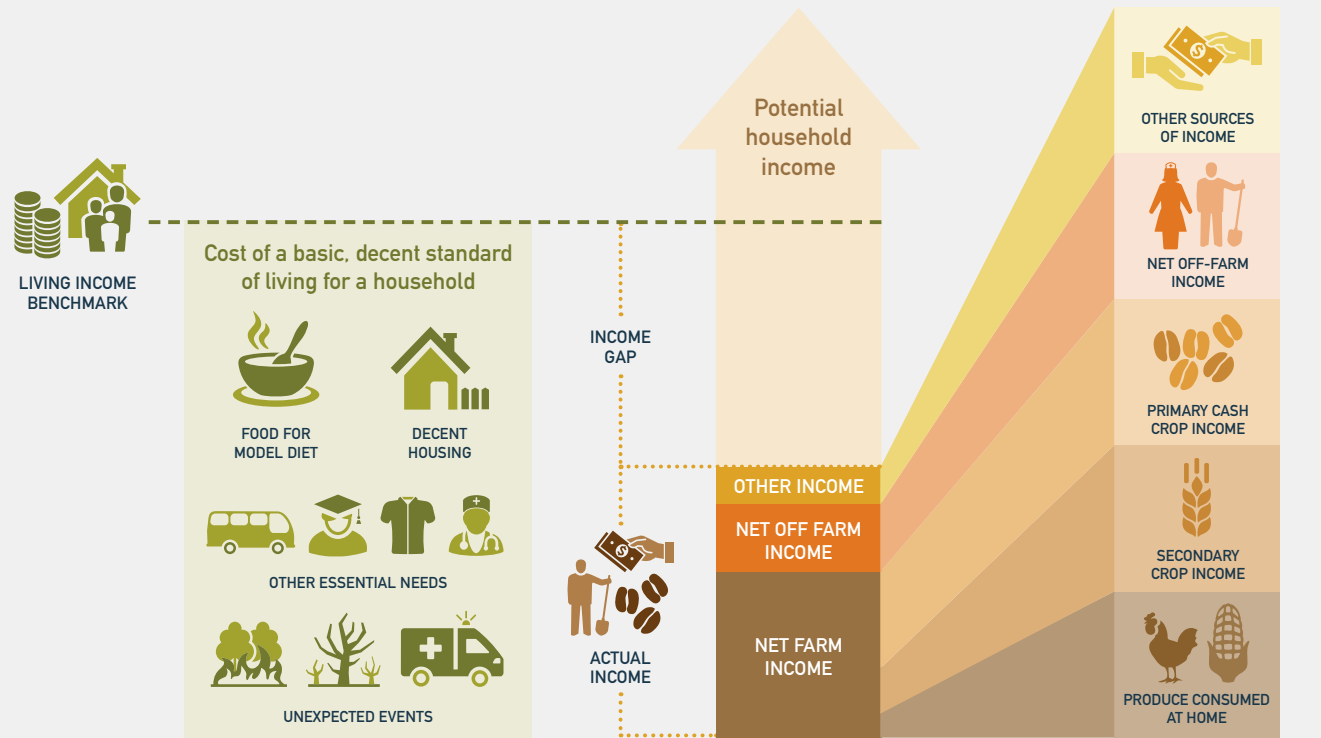 LIVING INCOME
BENCHMARK
Cost of a basic, decent standard
of living for a household
FOOD FOR
MODEL DIET
DECENT
HOUSING
OTHER ESSENTIAL NEEDS
UNEXPECTED EVENTS
INCOME
GAP
ACTUAL
INCOME
Potential
household
income
OTHER INCOME
NET OFF FARM
INCOME
NET FARM
INCOME
$
OTHER SOURCES
OF INCOME
NET OFF-FARM
INCOME
PRIMARY CASH
CROP INCOME
SECONDARY
CROP INCOME
PRODUCE CONSUMED
AT HOME